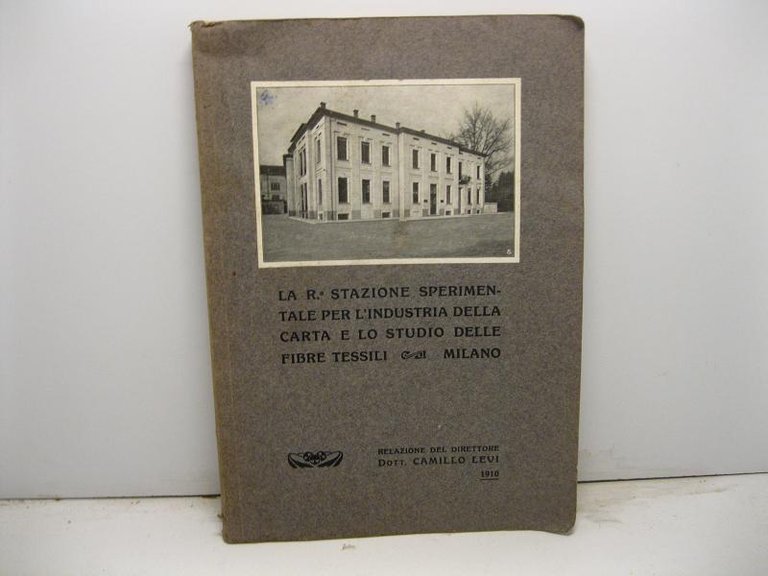 LA R.ª STAZIONE SPERIMEN-
TALE PER L'INDUSTRIA DELLA
CARTA E LO STUDIO DELLE
FIBRE TESSILI MILANO
RELAZIONE DEL DIRETTORE
DOTT. CAMILLO LEVI
1910